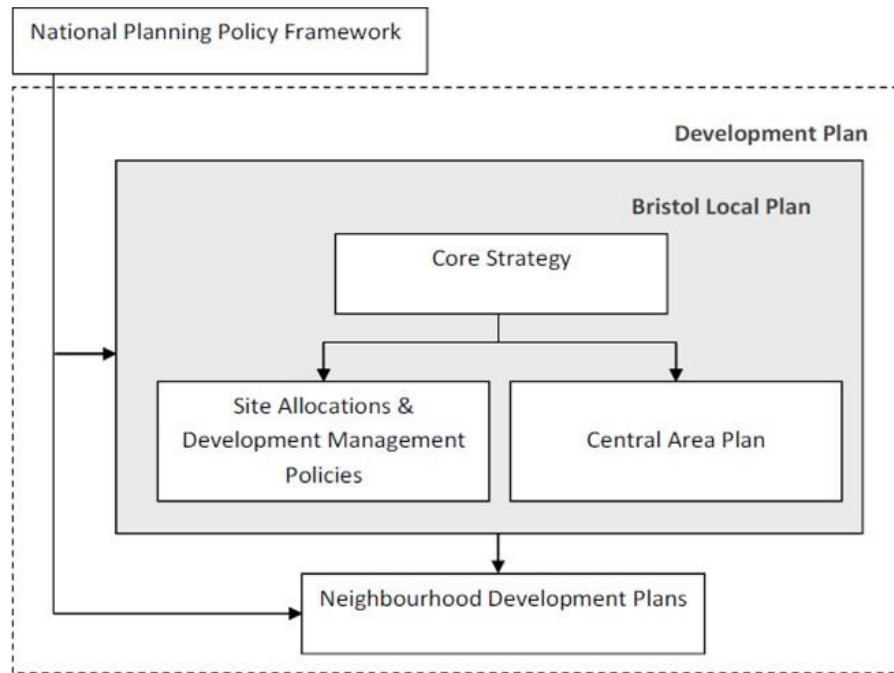 National Planning Policy Framework
Development Plan
Bristol Local Plan
Core Strategy
Site Allocations &
Development Management
Policies
Central Area Plan
Neighbourhood Development Plans